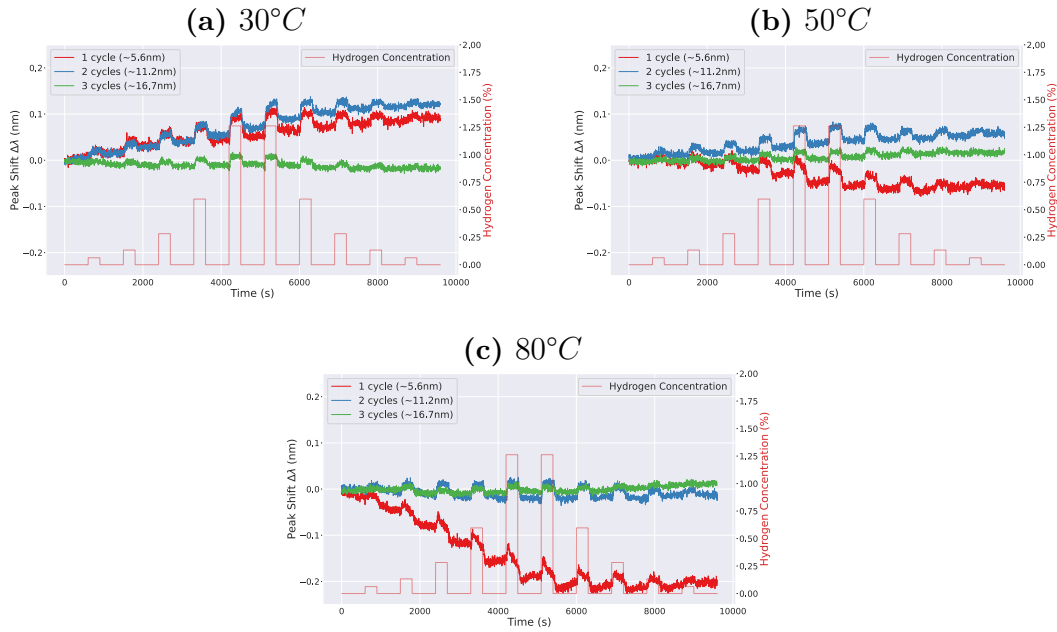 (a) 30°C
1 cycle (~5.6nm)
2 cycles (~11.2nm)
3 cycles (~16.7nm)
Hydrogen Concentration
0.2
0.1
0.0
−0.1
−0.2
Peak Shift Δλ (nm)
2.00
1.75
1.50
1.25
1.00
0.75
0.50
0.25
0.00
Hydrogen Concentration (%)
0 2000 4000 6000 8000 10000
Time (s)
(b) 50°C
1 cycle (~5.6nm)
2 cycles (~11.2nm)
3 cycles (~16.7nm)
Hydrogen Concentration
0.2
0.1
0.0
−0.1
−0.2
Peak Shift Δλ (nm)
2.00
1.75
1.50
1.25
1.00
0.75
0.50
0.25
0.00
Hydrogen Concentration (%)
0 2000 4000 6000 8000 10000
Time (s)
(c) 80°C
1 cycle (~5.6nm)
2 cycles (~11.2nm)
3 cycles (~16.7nm)
Hydrogen Concentration
0.2
0.1
0.0
−0.1
−0.2
Peak Shift Δλ (nm)
2.00
1.75
1.50
1.25
1.00
0.75
0.50
0.25
0.00
Hydrogen Concentration (%)
0 2000 4000 6000 8000 10000
Time (s)